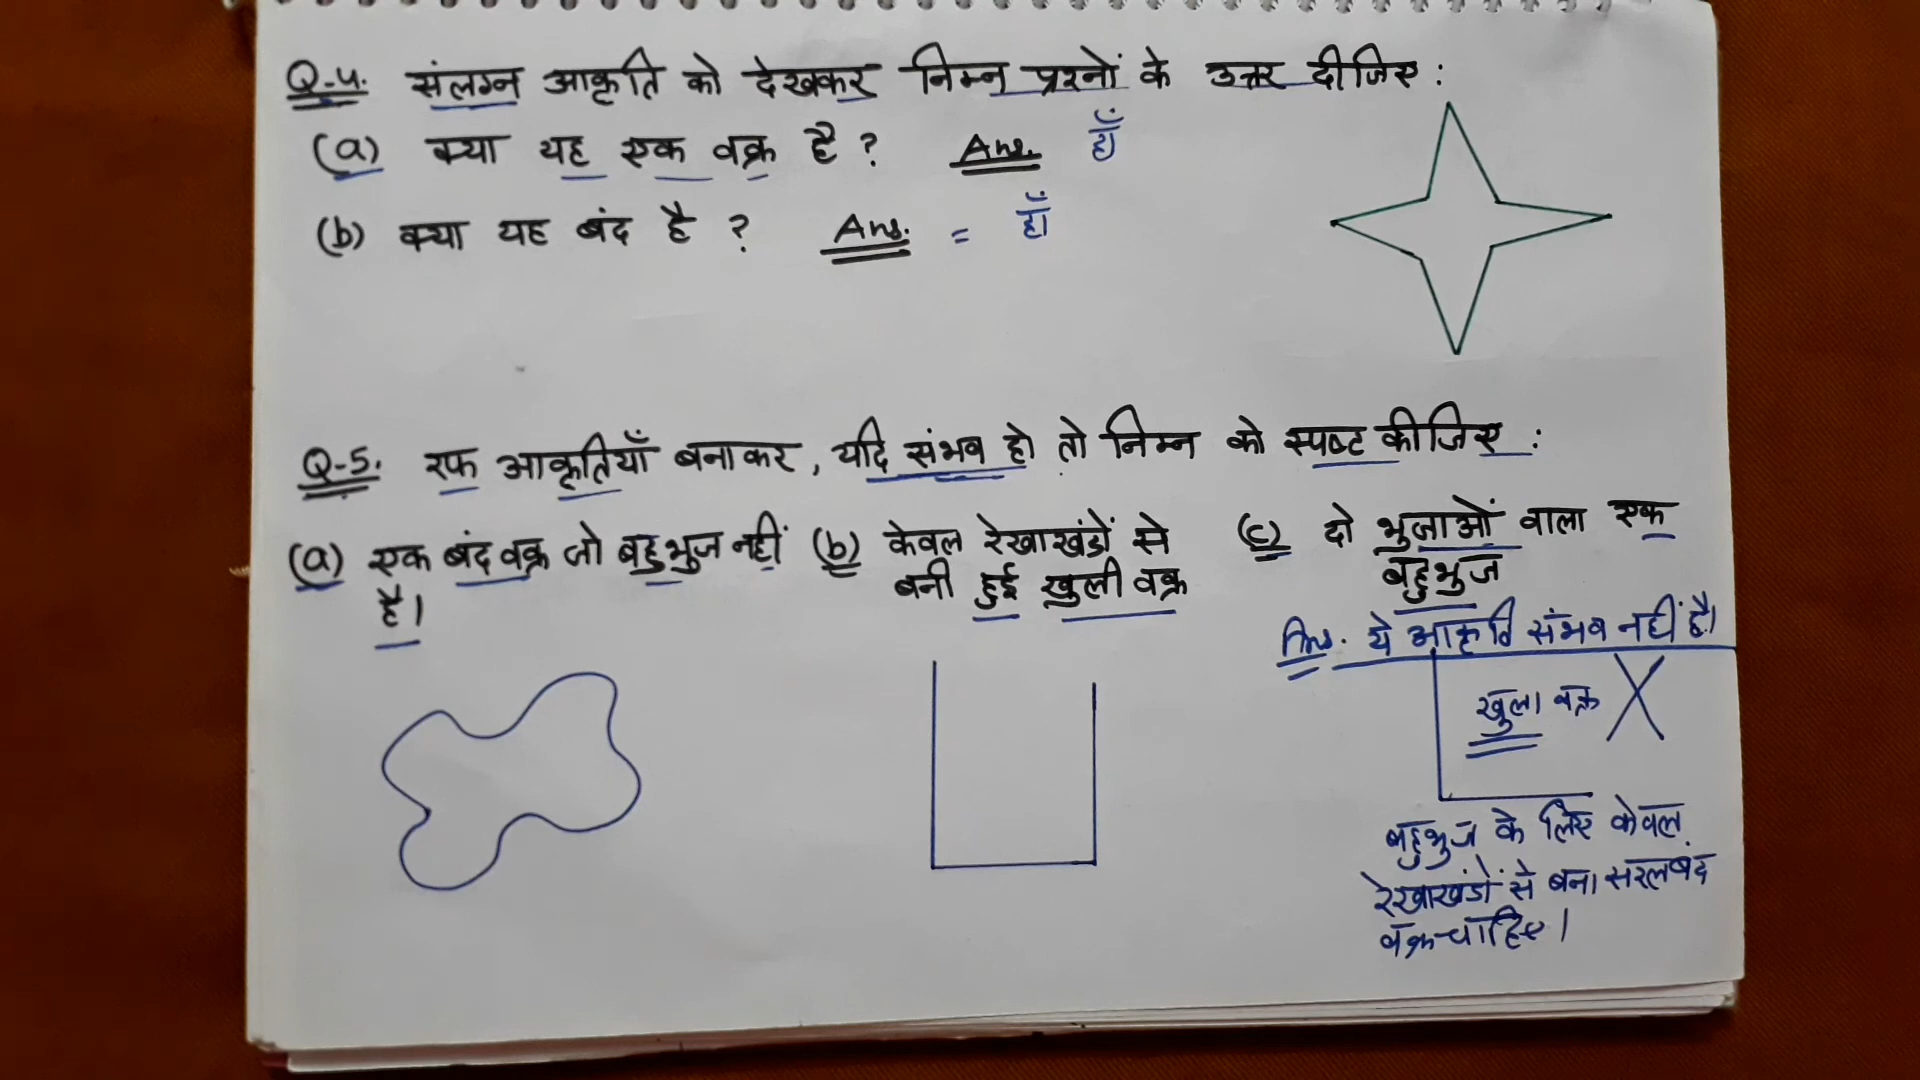 Q-4. संलग्न आकृति को देखकर निम्न प्रश्नों के उत्तर दीजिए :
(a) क्या यह एक वक्र है ? Ans. हाँ
(b) क्या यह बंद है ? Ans. = हाँ
Q-5. रफ आकृतियाँ बनाकर, यदि संभव हो तो निम्न को स्पष्ट कीजिए :
(a) एक बंद वक्र जो बहुभुज नहीं
है।
(b) केवल रेखाखंडों से
बनी हुई खुली वक्र
(c) दो भुजाओं वाला एक
बहुभुज
Ans. ये आकृति संभव नहीं है।
खुला वक्र X
बहुभुज के लिए केवल
रेखाखंडों से बना सरल बंद
वक्र चाहिए।